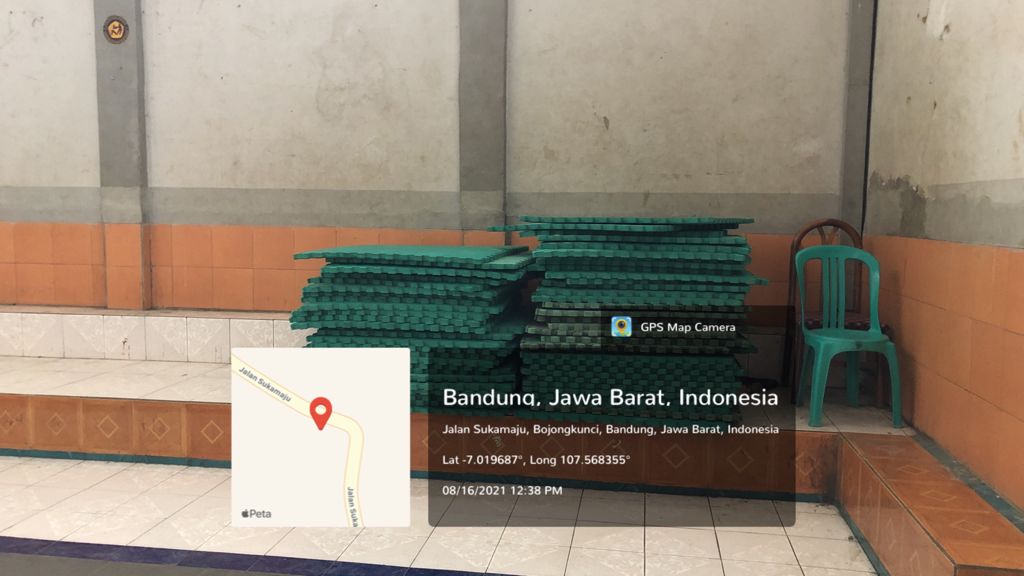 GPS Map Camera
Jalan Sukamaju
Bandung, Jawa Barat, Indonesia
Jalan Sukamaju, Bojongkunci, Bandung, Jawa Barat, Indonesia
Lat -7.019687°, Long 107.568355°
Jalan Suka
08/16/2021 12:38 PM
Peta